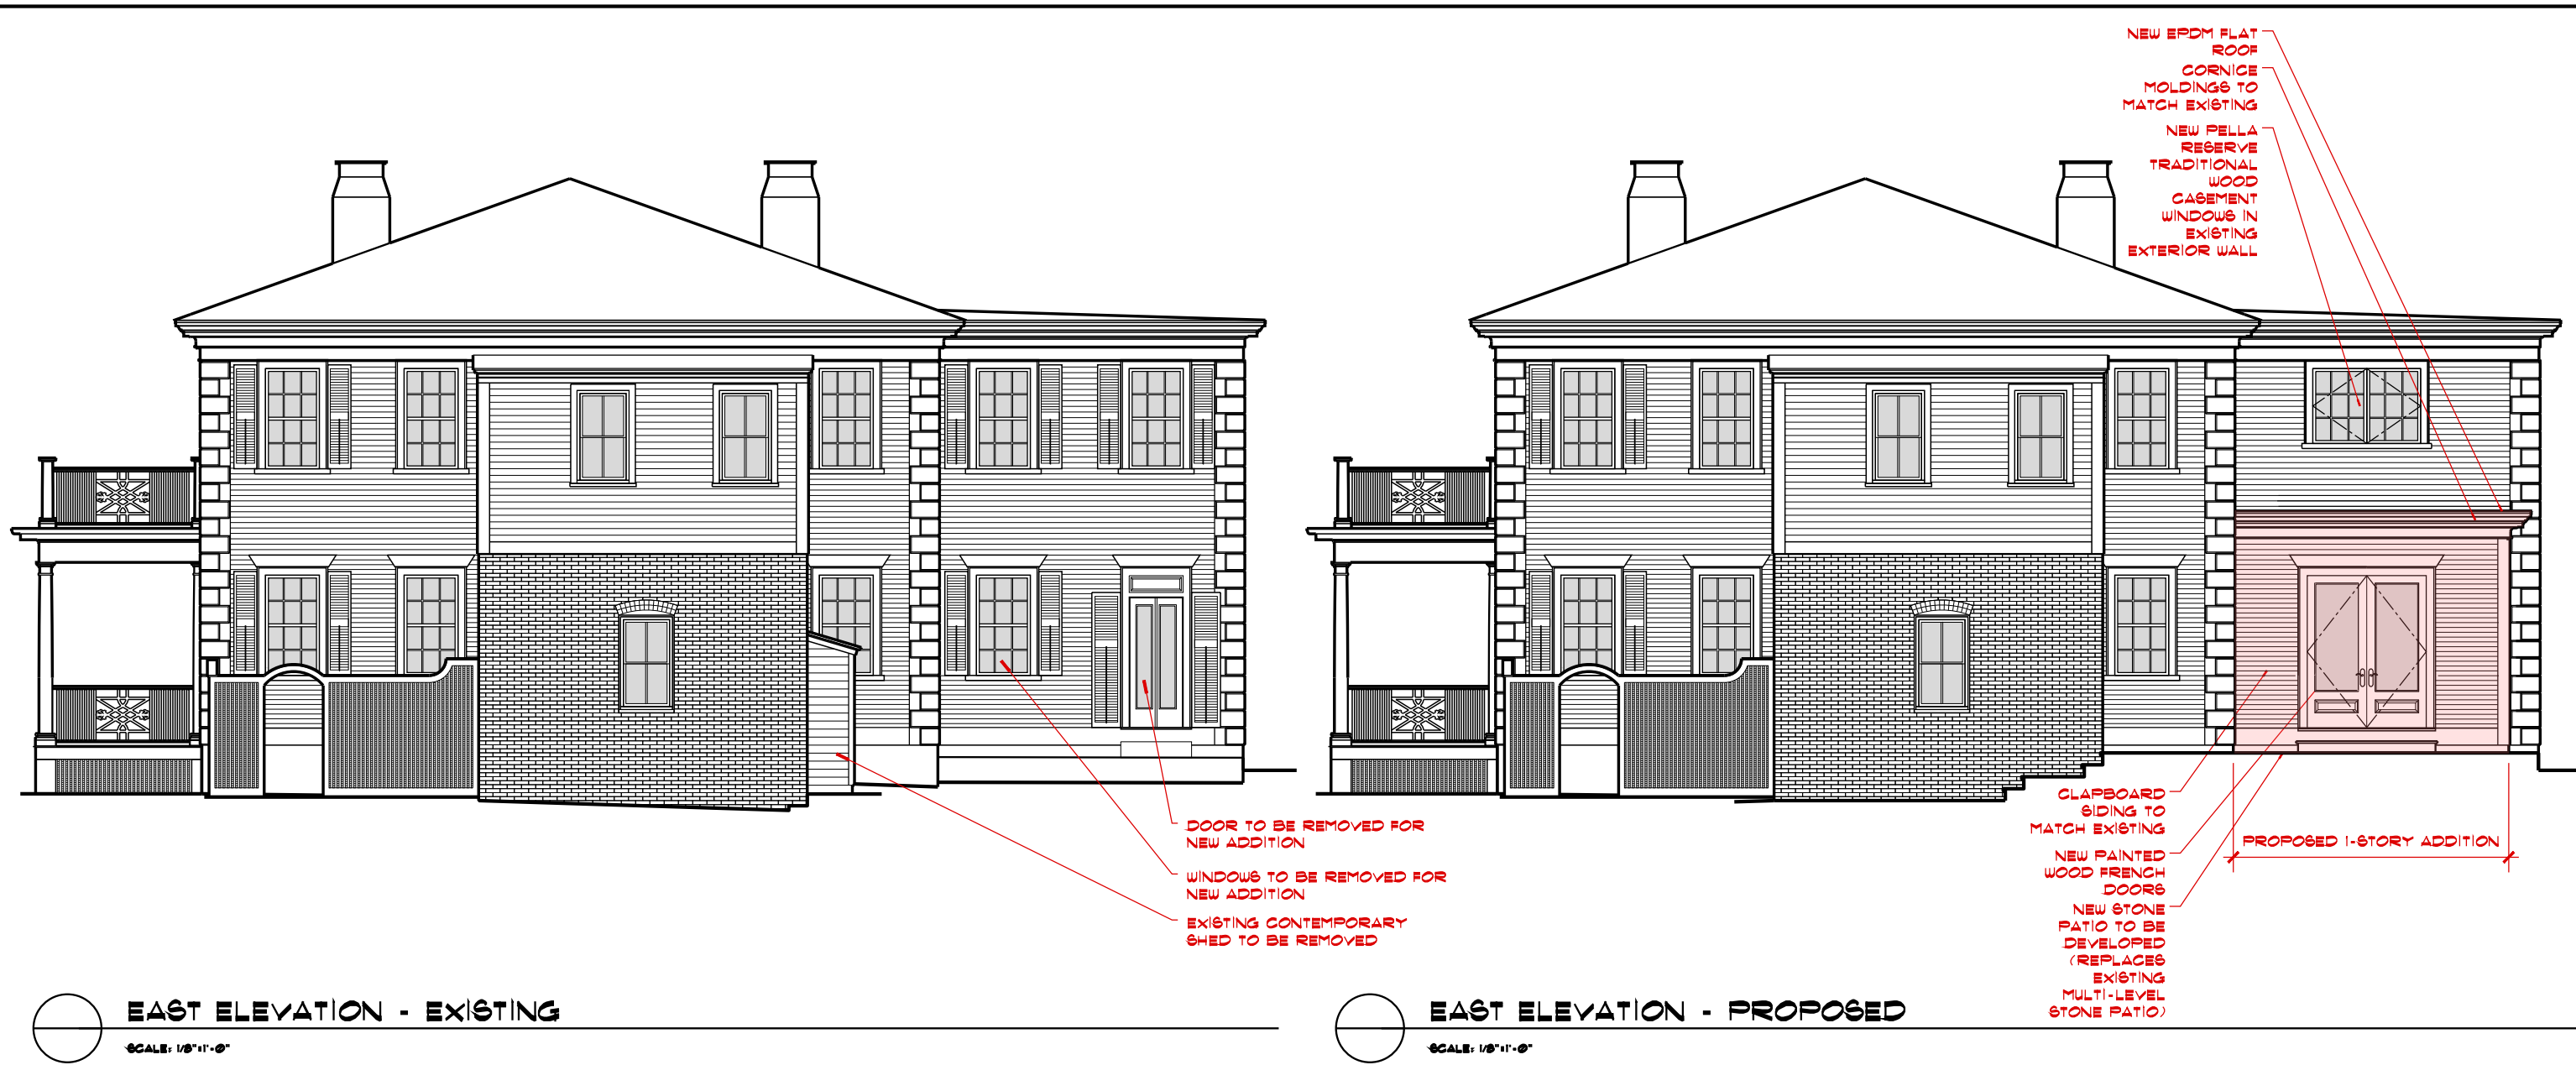 NEW EPDM FLAT
ROOF
CORNICE
MOLDINGS TO
MATCH EXISTING
NEW PELLA
RESERVE
TRADITIONAL
WOOD
CASEMENT
WINDOWS IN
EXISTING
EXTERIOR WALL
DOOR TO BE REMOVED FOR
NEW ADDITION
WINDOWS TO BE REMOVED FOR
NEW ADDITION
EXISTING CONTEMPORARY
SHED TO BE REMOVED
CLAPBOARD
SIDING TO
MATCH EXISTING
NEW PAINTED
WOOD FRENCH
DOORS
NEW STONE
PATIO TO BE
DEVELOPED
(REPLACES
EXISTING
MULTI-LEVEL
STONE PATIO)
PROPOSED 1-STORY ADDITION
EAST ELEVATION - EXISTING
SCALE: 1/8"=1'-0"
EAST ELEVATION - PROPOSED
SCALE: 1/8"=1'-0"